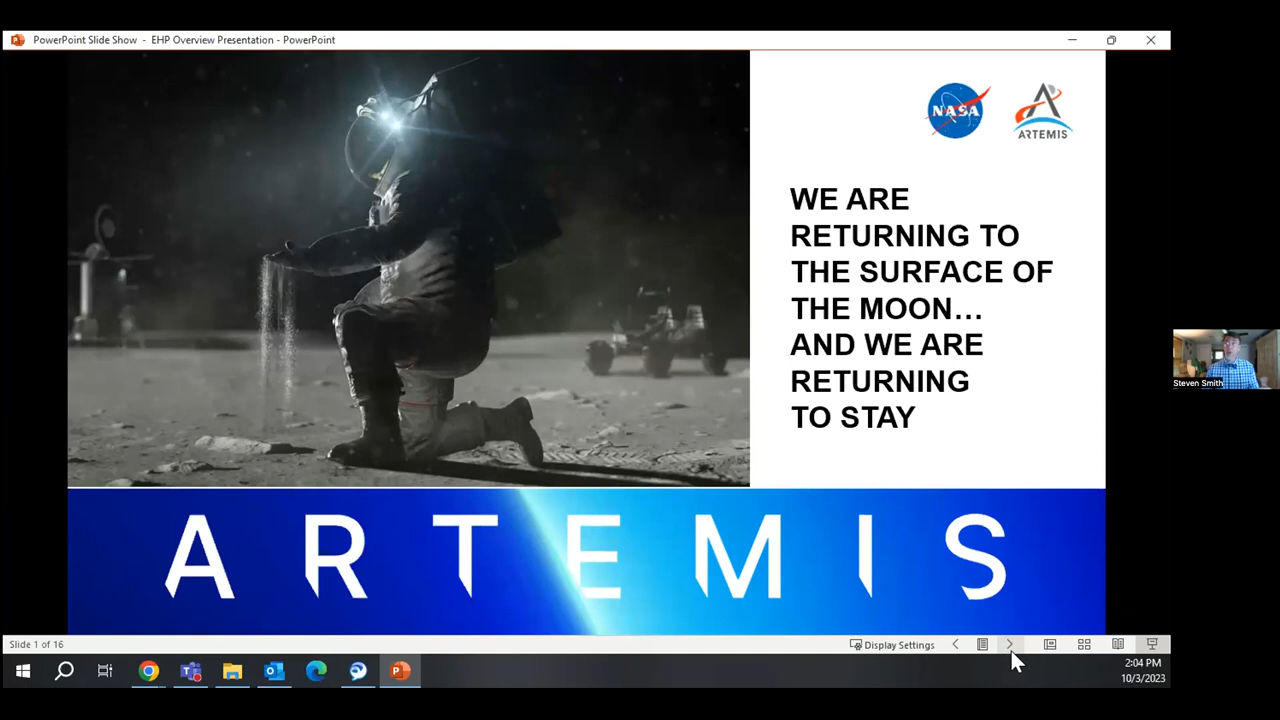 PowerPoint Slide Show - EHP Overview Presentation - PowerPoint
NASA
ARTEMIS
WE ARE
RETURNING TO
THE SURFACE OF
THE MOON…
AND WE ARE
RETURNING
TO STAY
Steven Smith
ARTEMIS
Slide 1 of 16
Display Settings
2:04 PM
10/3/2023